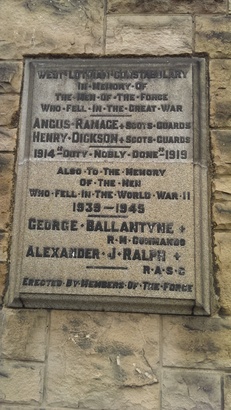 WEST LOTHIAN CONSTABULARY
IN MEMORY OF
THE MEN OF THE FORCE
WHO FELL IN THE GREAT WAR
ANGUS RAMAGE + SCOTS GUARDS
HENRY DICKSON + SCOTS GUARDS
1914 "DUTY NOBLY DONE" 1919
ALSO TO THE MEMORY
OF THE MEN
WHO FELL IN THE WORLD WAR II
1939 - 1945
GEORGE BALLANTYNE +
R·M·COMMANDO
ALEXANDER·J·RALPH +
R·A·S·C
ERECTED BY MEMBERS OF THE FORCE